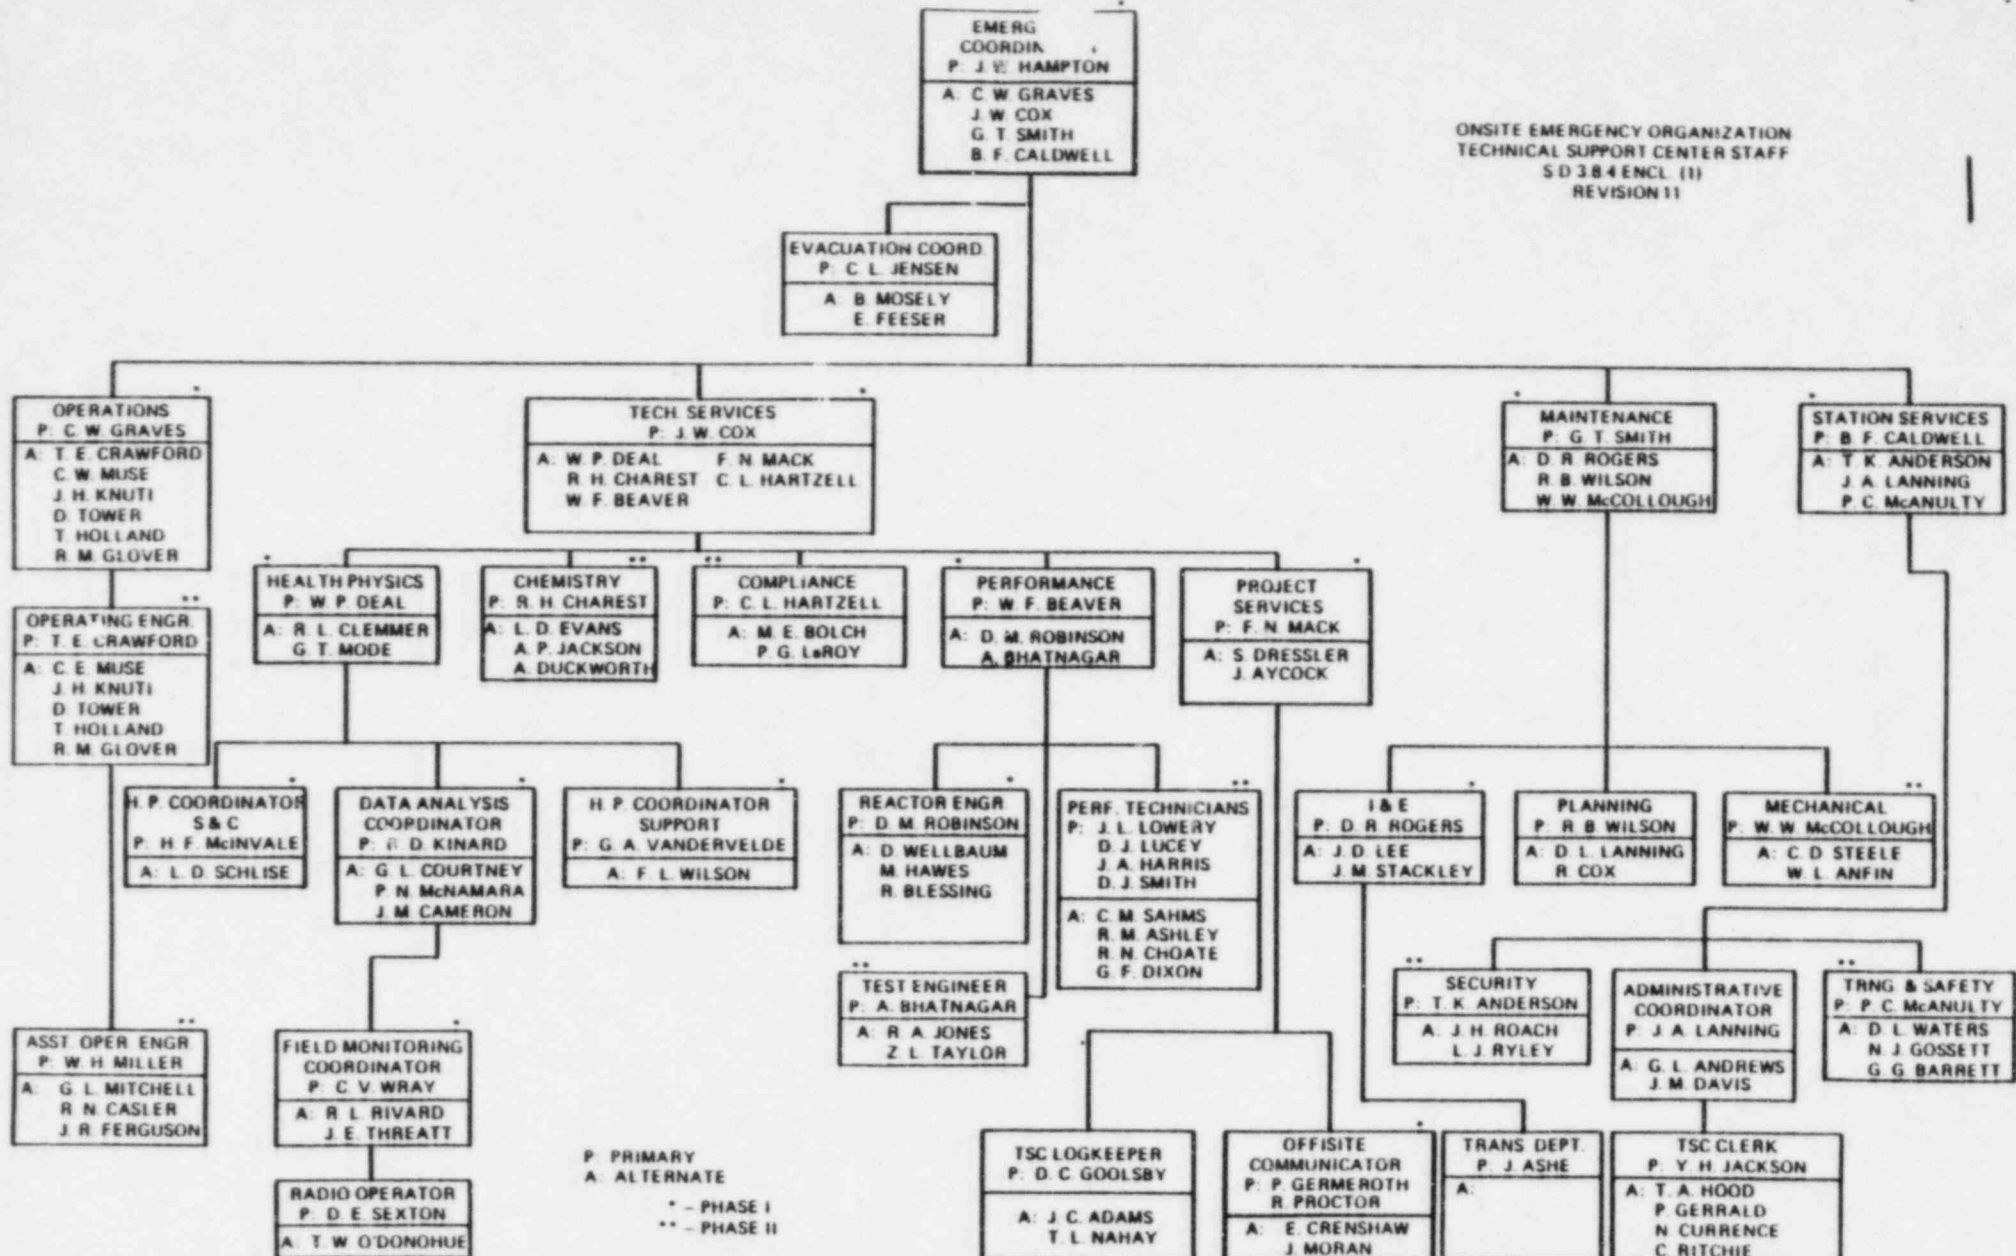 EMERG
COORDIN
P: J. W. HAMPTON
A: C. W. GRAVES
J. W. COX
G. T. SMITH
B. F. CALDWELL
ONSITE EMERGENCY ORGANIZATION
TECHNICAL SUPPORT CENTER STAFF
S D 3.8.4 ENCL. (1)
REVISION 11
EVACUATION COORD.
P: C. L. JENSEN
A: B. MOSELY
E. FEESER
*
OPERATIONS
P: C. W. GRAVES
A: T. E. CRAWFORD
C. W. MUSE
J. H. KNUTI
D. TOWER
T. HOLLAND
R. M. GLOVER
*
TECH. SERVICES
P: J. W. COX
A: W. P. DEAL F. N. MACK
R. H. CHAREST C. L. HARTZELL
W. F. BEAVER
*
MAINTENANCE
P: G. T. SMITH
A: D. R. ROGERS
R. B. WILSON
W. W. McCOLLOUGH
*
STATION SERVICES
P: B. F. CALDWELL
A: T. K. ANDERSON
J. A. LANNING
P. C. McANULTY
**
OPERATING ENGR.
P: T. E. CRAWFORD
A: C. E. MUSE
J. H. KNUTI
D. TOWER
T. HOLLAND
R. M. GLOVER
*
HEALTH PHYSICS
P: W. P. DEAL
A: R. L. CLEMMER
G. T. MODE
**
CHEMISTRY
P: R. H. CHAREST
A: L. D. EVANS
A. P. JACKSON
A. DUCKWORTH
**
COMPLIANCE
P: C. L. HARTZELL
A: M. E. BOLCH
P. G. LeROY
*
PERFORMANCE
P: W. F. BEAVER
A: D. M. ROBINSON
A. BHATNAGAR
*
PROJECT
SERVICES
P: F. N. MACK
A: S. DRESSLER
J. AYCOCK
*
H. P. COORDINATOR
S & C
P: H. F. McINVALE
A: L. D. SCHLISE
*
DATA ANALYSIS
COORDINATOR
P: D. KINARD
A: G. L. COURTNEY
P. N. McNAMARA
J. M. CAMERON
*
H. P. COORDINATOR
SUPPORT
P: G. A. VANDERVELDE
A: F. L. WILSON
*
REACTOR ENGR
P: D. M. ROBINSON
A: D. WELLBAUM
M. HAWES
R. BLESSING
**
PERF. TECHNICIANS
P: J. L. LOWERY
D. J. LUCEY
J. A. HARRIS
D. J. SMITH
A: C. M. SAHMS
R. M. ASHLEY
R. N. CHOATE
G. F. DIXON
*
I & E
P: D. R. ROGERS
A: J. D. LEE
J. M. STACKLEY
PLANNING
P: R. B. WILSON
A: D. L. LANNING
R. COX
**
MECHANICAL
P: W. W. McCOLLOUGH
A: C. D. STEELE
W. L. ANFIN
**
TEST ENGINEER
P: A. BHATNAGAR
A: R. A. JONES
Z. L. TAYLOR
**
SECURITY
P: T. K. ANDERSON
A. J. H. ROACH
L. J. RYLEY
ADMINISTRATIVE
COORDINATOR
P: J. A. LANNING
A: G. L. ANDREWS
J. M. DAVIS
**
TRNG. & SAFETY
P: P. C. McANULTY
A: D. L. WATERS
N. J. GOSSETT
G. G. BARRETT
**
ASST. OPER. ENGR.
P: W. H. MILLER
A: G. L. MITCHELL
R. N. CASLER
J. R. FERGUSON
*
FIELD MONITORING
COORDINATOR
P: C. V. WRAY
A: R. L. RIVARD
J. E. THREATT
RADIO OPERATOR
P: D. E. SEXTON
A: T. W. O'DONOHUE
P: PRIMARY
A: ALTERNATE
* - PHASE I
** - PHASE II
TSC LOGKEEPER
P: D. C. GOOLSBY
A: J. C. ADAMS
T. L. NAHAY
*
OFFISITE
COMMUNICATOR
P: P. GERMEROTH
R. PROCTOR
A: E. CRENSHAW
J. MORAN
TRANS DEPT.
P. J. ASHE
A:
TSC CLERK
P: Y. H. JACKSON
A: T. A. HOOD
P. GERRALD
N. CURRENCE
C. RITCHIE